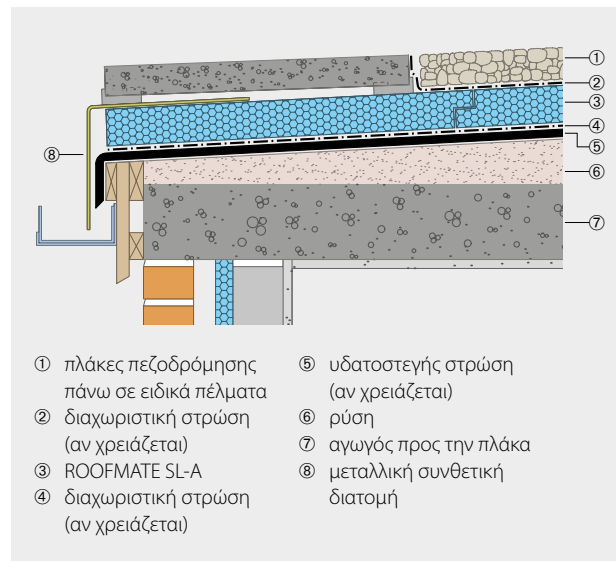 ①
②
③
④
⑤
⑧
⑥
⑦
① πλάκες πεζοδρόμησης
πάνω σε ειδικά πέλματα
② διαχωριστική στρώση
(αν χρειάζεται)
③ ROOFMATE SL-A
④ διαχωριστική στρώση
(αν χρειάζεται)
⑤ υδατοστεγής στρώση
(αν χρειάζεται)
⑥ ρύση
⑦ αγωγός προς την πλάκα
⑧ μεταλλική συνθετική
διατομή